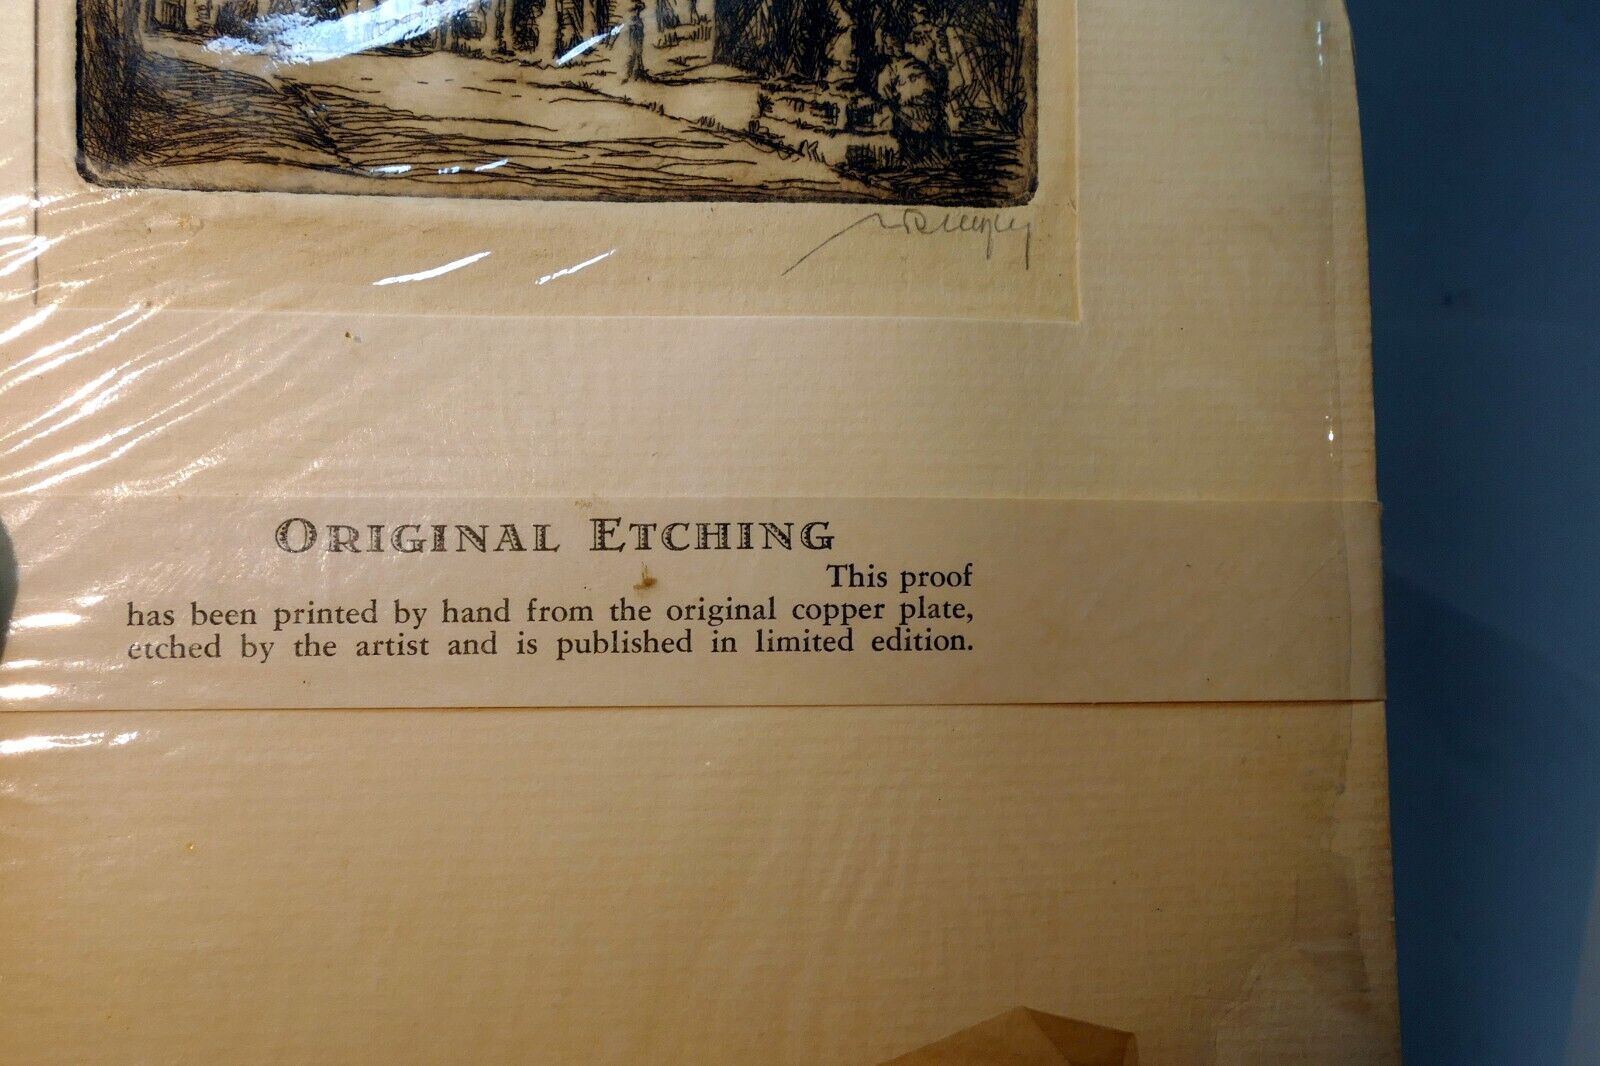 ORIGINAL ETCHING
This proof
has been printed by hand from the original copper plate,
etched by the artist and is published in limited edition.